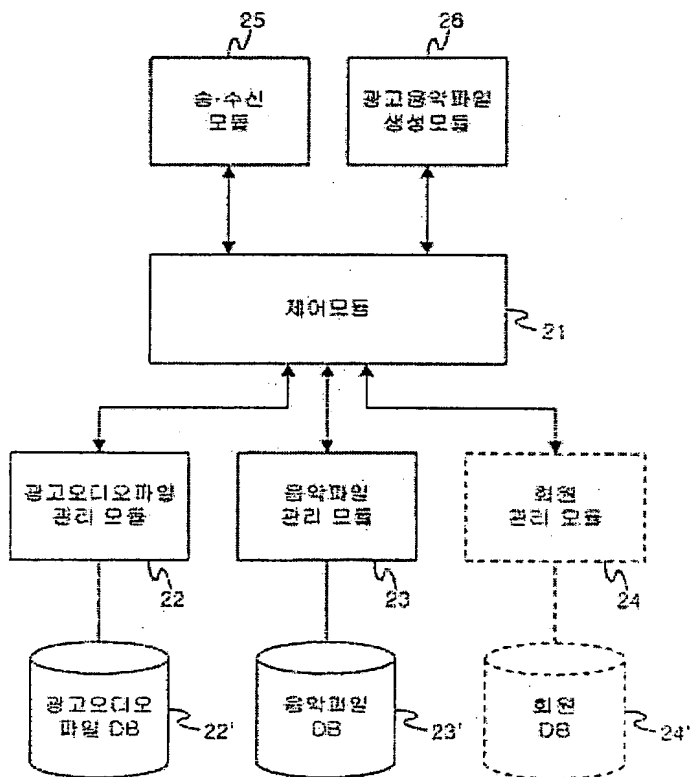 25
26
송·수신
모듈
광고음악파일
생성모듈
제어모듈
21
광고오디오파일
관리 모듈
음악파일
관리 모듈
회원
관리 모듈
22
23
24
광고오디오
파일 DB
음악파일
DB
회원
DB
22'
23'
24'